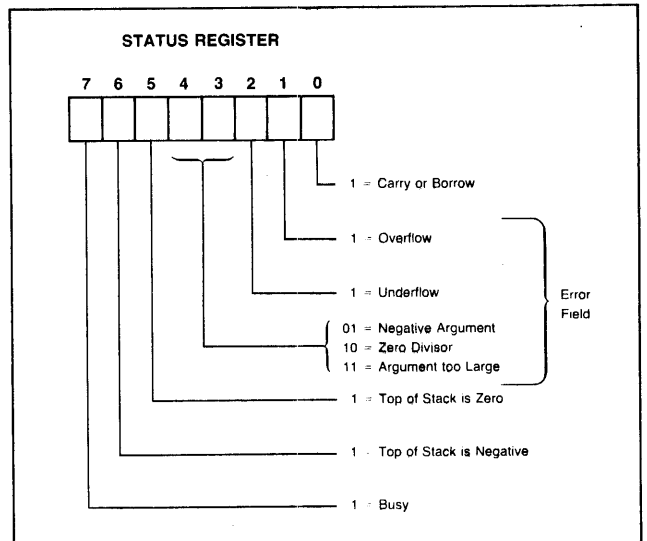 STATUS REGISTER
7 6 5 4 3 2 1 0
1 = Carry or Borrow
1 = Overflow
1 = Underflow
01 = Negative Argument
10 = Zero Divisor
11 = Argument too Large
Error
Field
1 = Top of Stack is Zero
1 = Top of Stack is Negative
1 = Busy